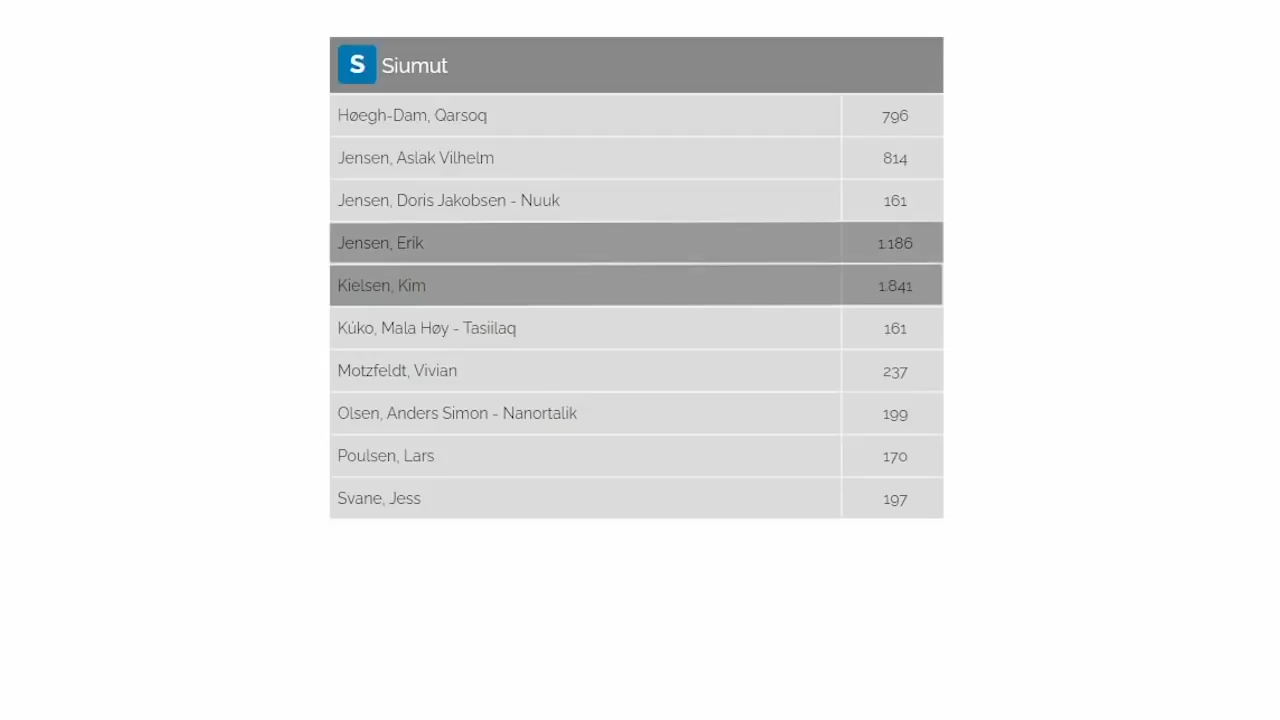 S Siumut
Høegh-Dam, Qarsoq 796
Jensen, Aslak Vilhelm 814
Jensen, Doris Jakobsen - Nuuk 161
Jensen, Erik 1.186
Kielsen, Kim 1.841
Kúko, Mala Høy - Tasiilaq 161
Motzfeldt, Vivian 237
Olsen, Anders Simon - Nanortalik 199
Poulsen, Lars 170
Svane, Jess 197